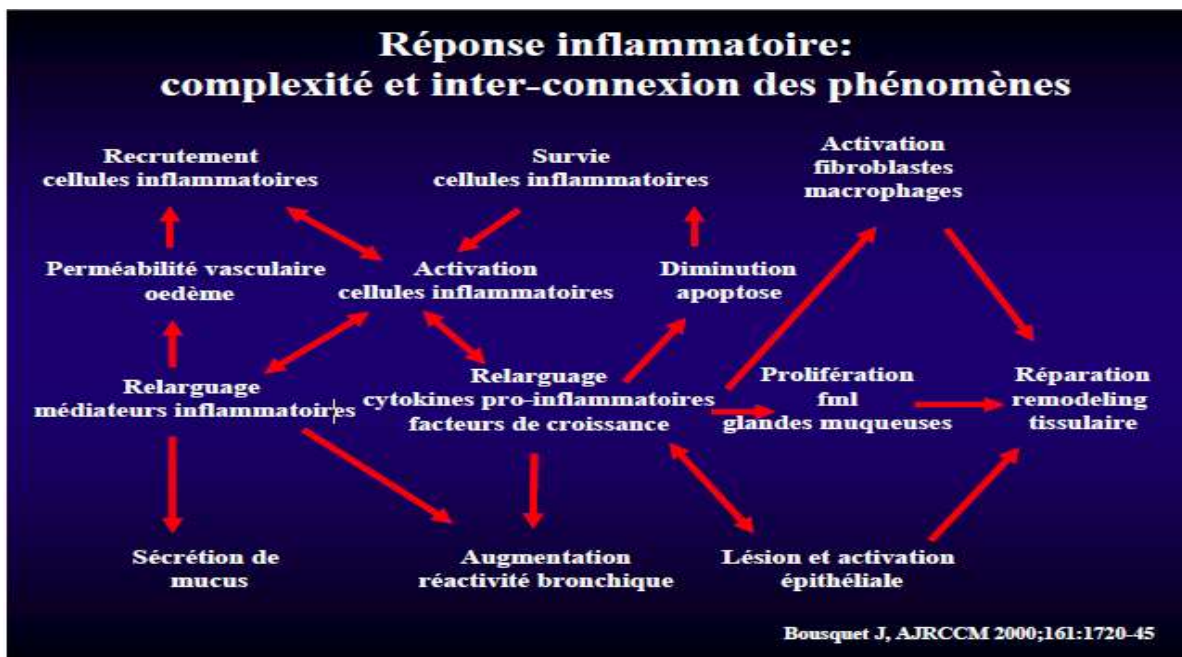 Réponse inflammatoire:
complexité et inter-connexion des phénomènes
Recrutement
cellules inflammatoires
Survie
cellules inflammatoires
Activation
fibroblastes
macrophages
Perméabilité vasculaire
oedème
Activation
cellules inflammatoires
Diminution
apoptose
Relarguage
médiateurs inflammatoires
Relarguage
cytokines pro-inflammatoires
facteurs de croissance
Prolifération
fml
glandes muqueuses
Réparation
remodeling
tissulaire
Sécrétion de
mucus
Augmentation
réactivité bronchique
Lésion et activation
épithéliale
Bousquet J, AJRCCM 2000;161:1720-45